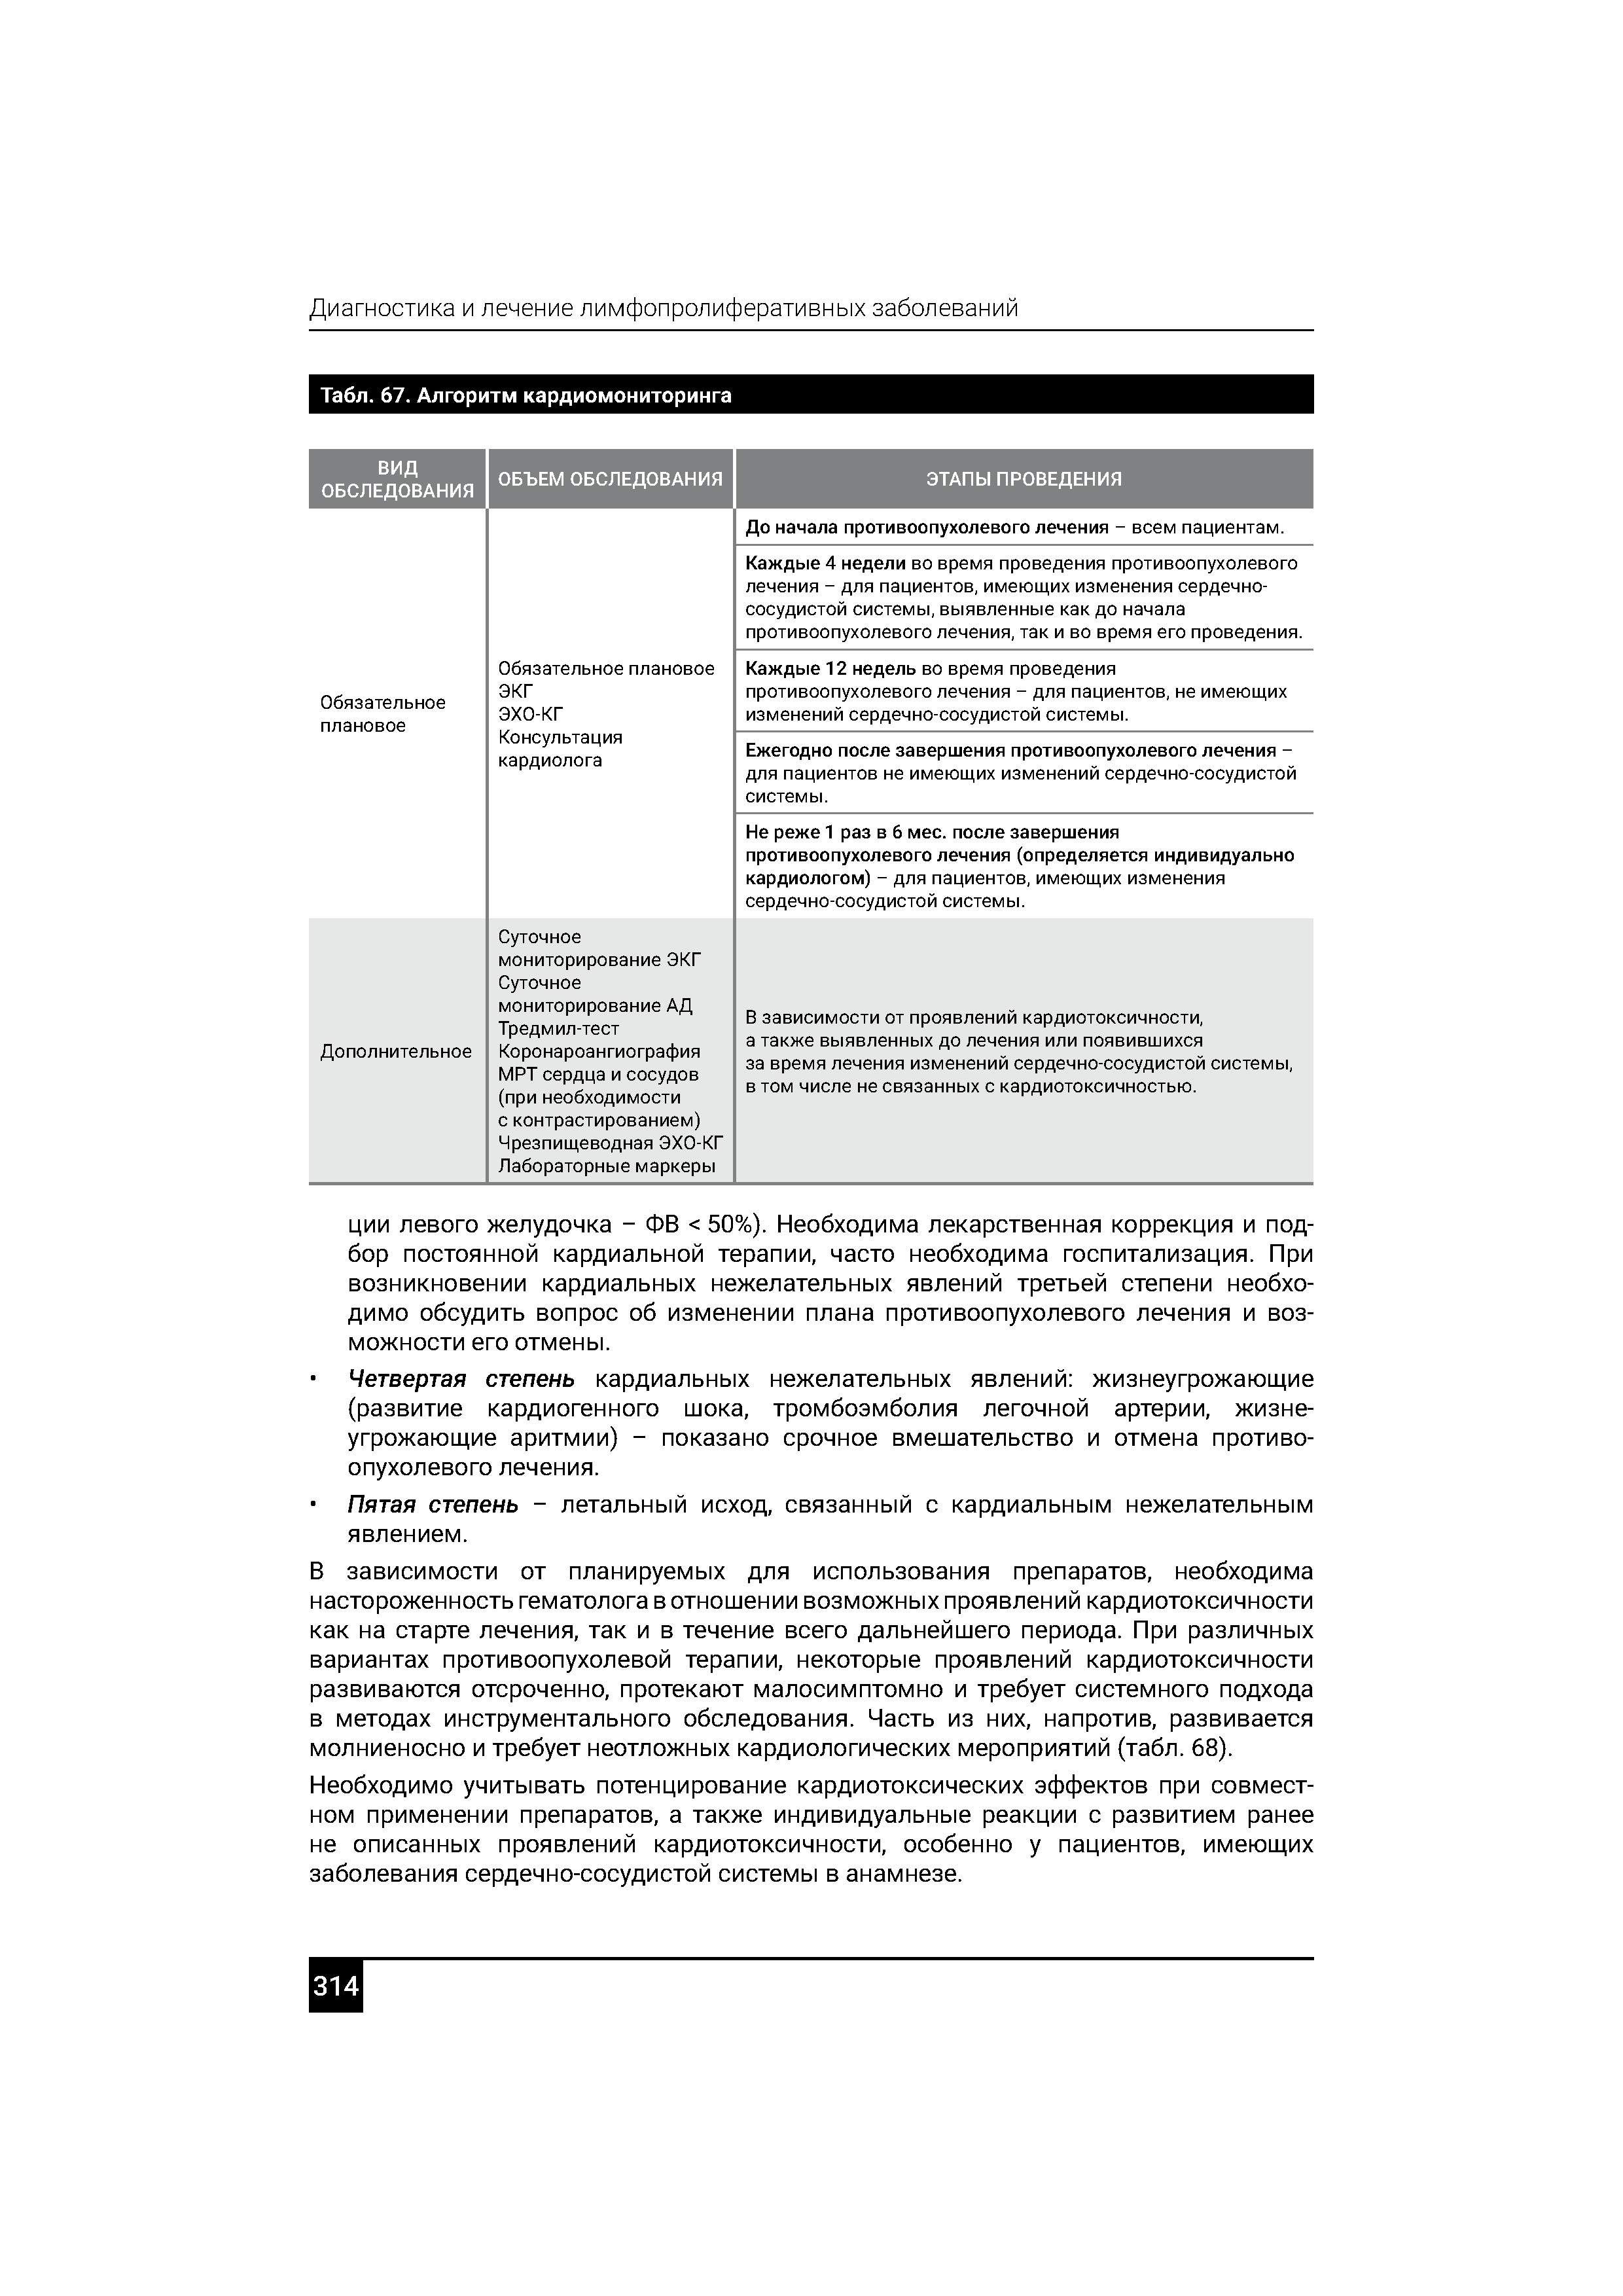 Диагностика и лечение лимфопролиферативных заболеваний
Табл. 67. Алгоритм кардиомониторинга
ВИД
ОБСЛЕДОВАНИЯ
ОБЪЕМ ОБСЛЕДОВАНИЯ
ЭТАПЫ ПРОВЕДЕНИЯ
Обязательное
плановое
Обязательное плановое
ЭКГ
ЭХО-КГ
Консультация
кардиолога
До начала противоопухолевого лечения – всем пациентам.
Каждые 4 недели во время проведения противоопухолевого
лечения – для пациентов, имеющих изменения сердечно-
сосудистой системы, выявленные как до начала
противоопухолевого лечения, так и во время его проведения.
Каждые 12 недель во время проведения
противоопухолевого лечения – для пациентов, не имеющих
изменений сердечно-сосудистой системы.
Ежегодно после завершения противоопухолевого лечения –
для пациентов не имеющих изменений сердечно-сосудистой
системы.
Не реже 1 раз в 6 мес. после завершения
противоопухолевого лечения (определяется индивидуально
кардиологом) – для пациентов, имеющих изменения
сердечно-сосудистой системы.
Дополнительное
Суточное
мониторирование ЭКГ
Суточное
мониторирование АД
Тредмил-тест
Коронароангиография
МРТ сердца и сосудов
(при необходимости
с контрастированием)
Чрезпищеводная ЭХО-КГ
Лабораторные маркеры
В зависимости от проявлений кардиотоксичности,
а также выявленных до лечения или появившихся
за время лечения изменений сердечно-сосудистой системы,
в том числе не связанных с кардиотоксичностью.
ции левого желудочка – ФВ < 50%). Необходима лекарственная коррекция и под-
бор постоянной кардиальной терапии, часто необходима госпитализация. При
возникновении кардиальных нежелательных явлений третьей степени необхо-
димо обсудить вопрос об изменении плана противоопухолевого лечения и воз-
можности его отмены.
• Четвертая степень кардиальных нежелательных явлений: жизнеугрожающие
(развитие кардиогенного шока, тромбоэмболия легочной артерии, жизне-
угрожающие аритмии) – показано срочное вмешательство и отмена противо-
опухолевого лечения.
• Пятая степень – летальный исход, связанный с кардиальным нежелательным
явлением.
В зависимости от планируемых для использования препаратов, необходима
настороженность гематолога в отношении возможных проявлений кардиотоксичности
как на старте лечения, так и в течение всего дальнейшего периода. При различных
вариантах противоопухолевой терапии, некоторые проявлений кардиотоксичности
развиваются отсроченно, протекают малосимптомно и требует системного подхода
в методах инструментального обследования. Часть из них, напротив, развивается
молниеносно и требует неотложных кардиологических мероприятий (табл. 68).
Необходимо учитывать потенцирование кардиотоксических эффектов при совмест-
ном применении препаратов, а также индивидуальные реакции с развитием ранее
не описанных проявлений кардиотоксичности, особенно у пациентов, имеющих
заболевания сердечно-сосудистой системы в анамнезе.
314